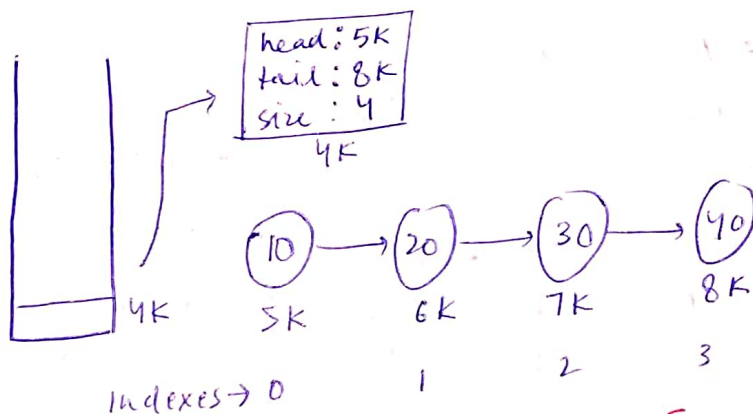 head: 5K
tail: 8K
size: 4
4K
10 20 30 40
4K
5K 6K 7K 8K
Indexes → 0 1 2 3